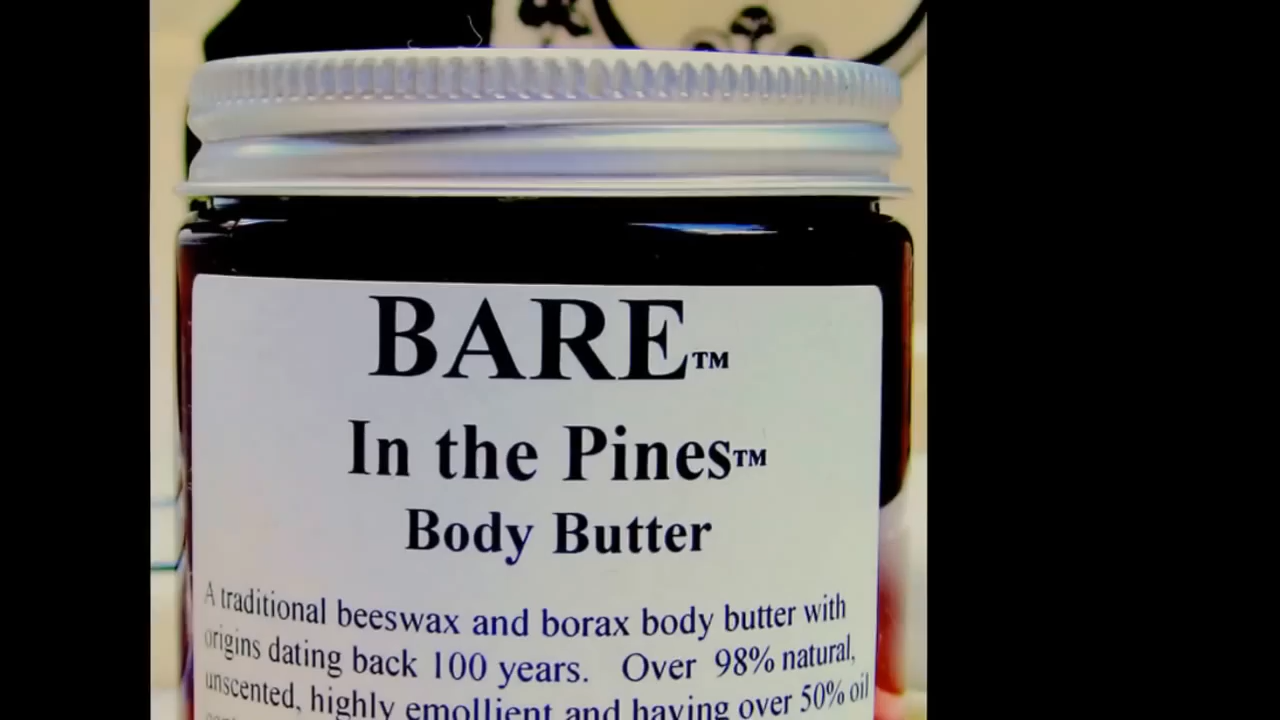 BARE™
In the Pines™
Body Butter
A traditional beeswax and borax body butter with
origins dating back 100 years. Over 98% natural,
unscented, highly emollient and having over 50% oil